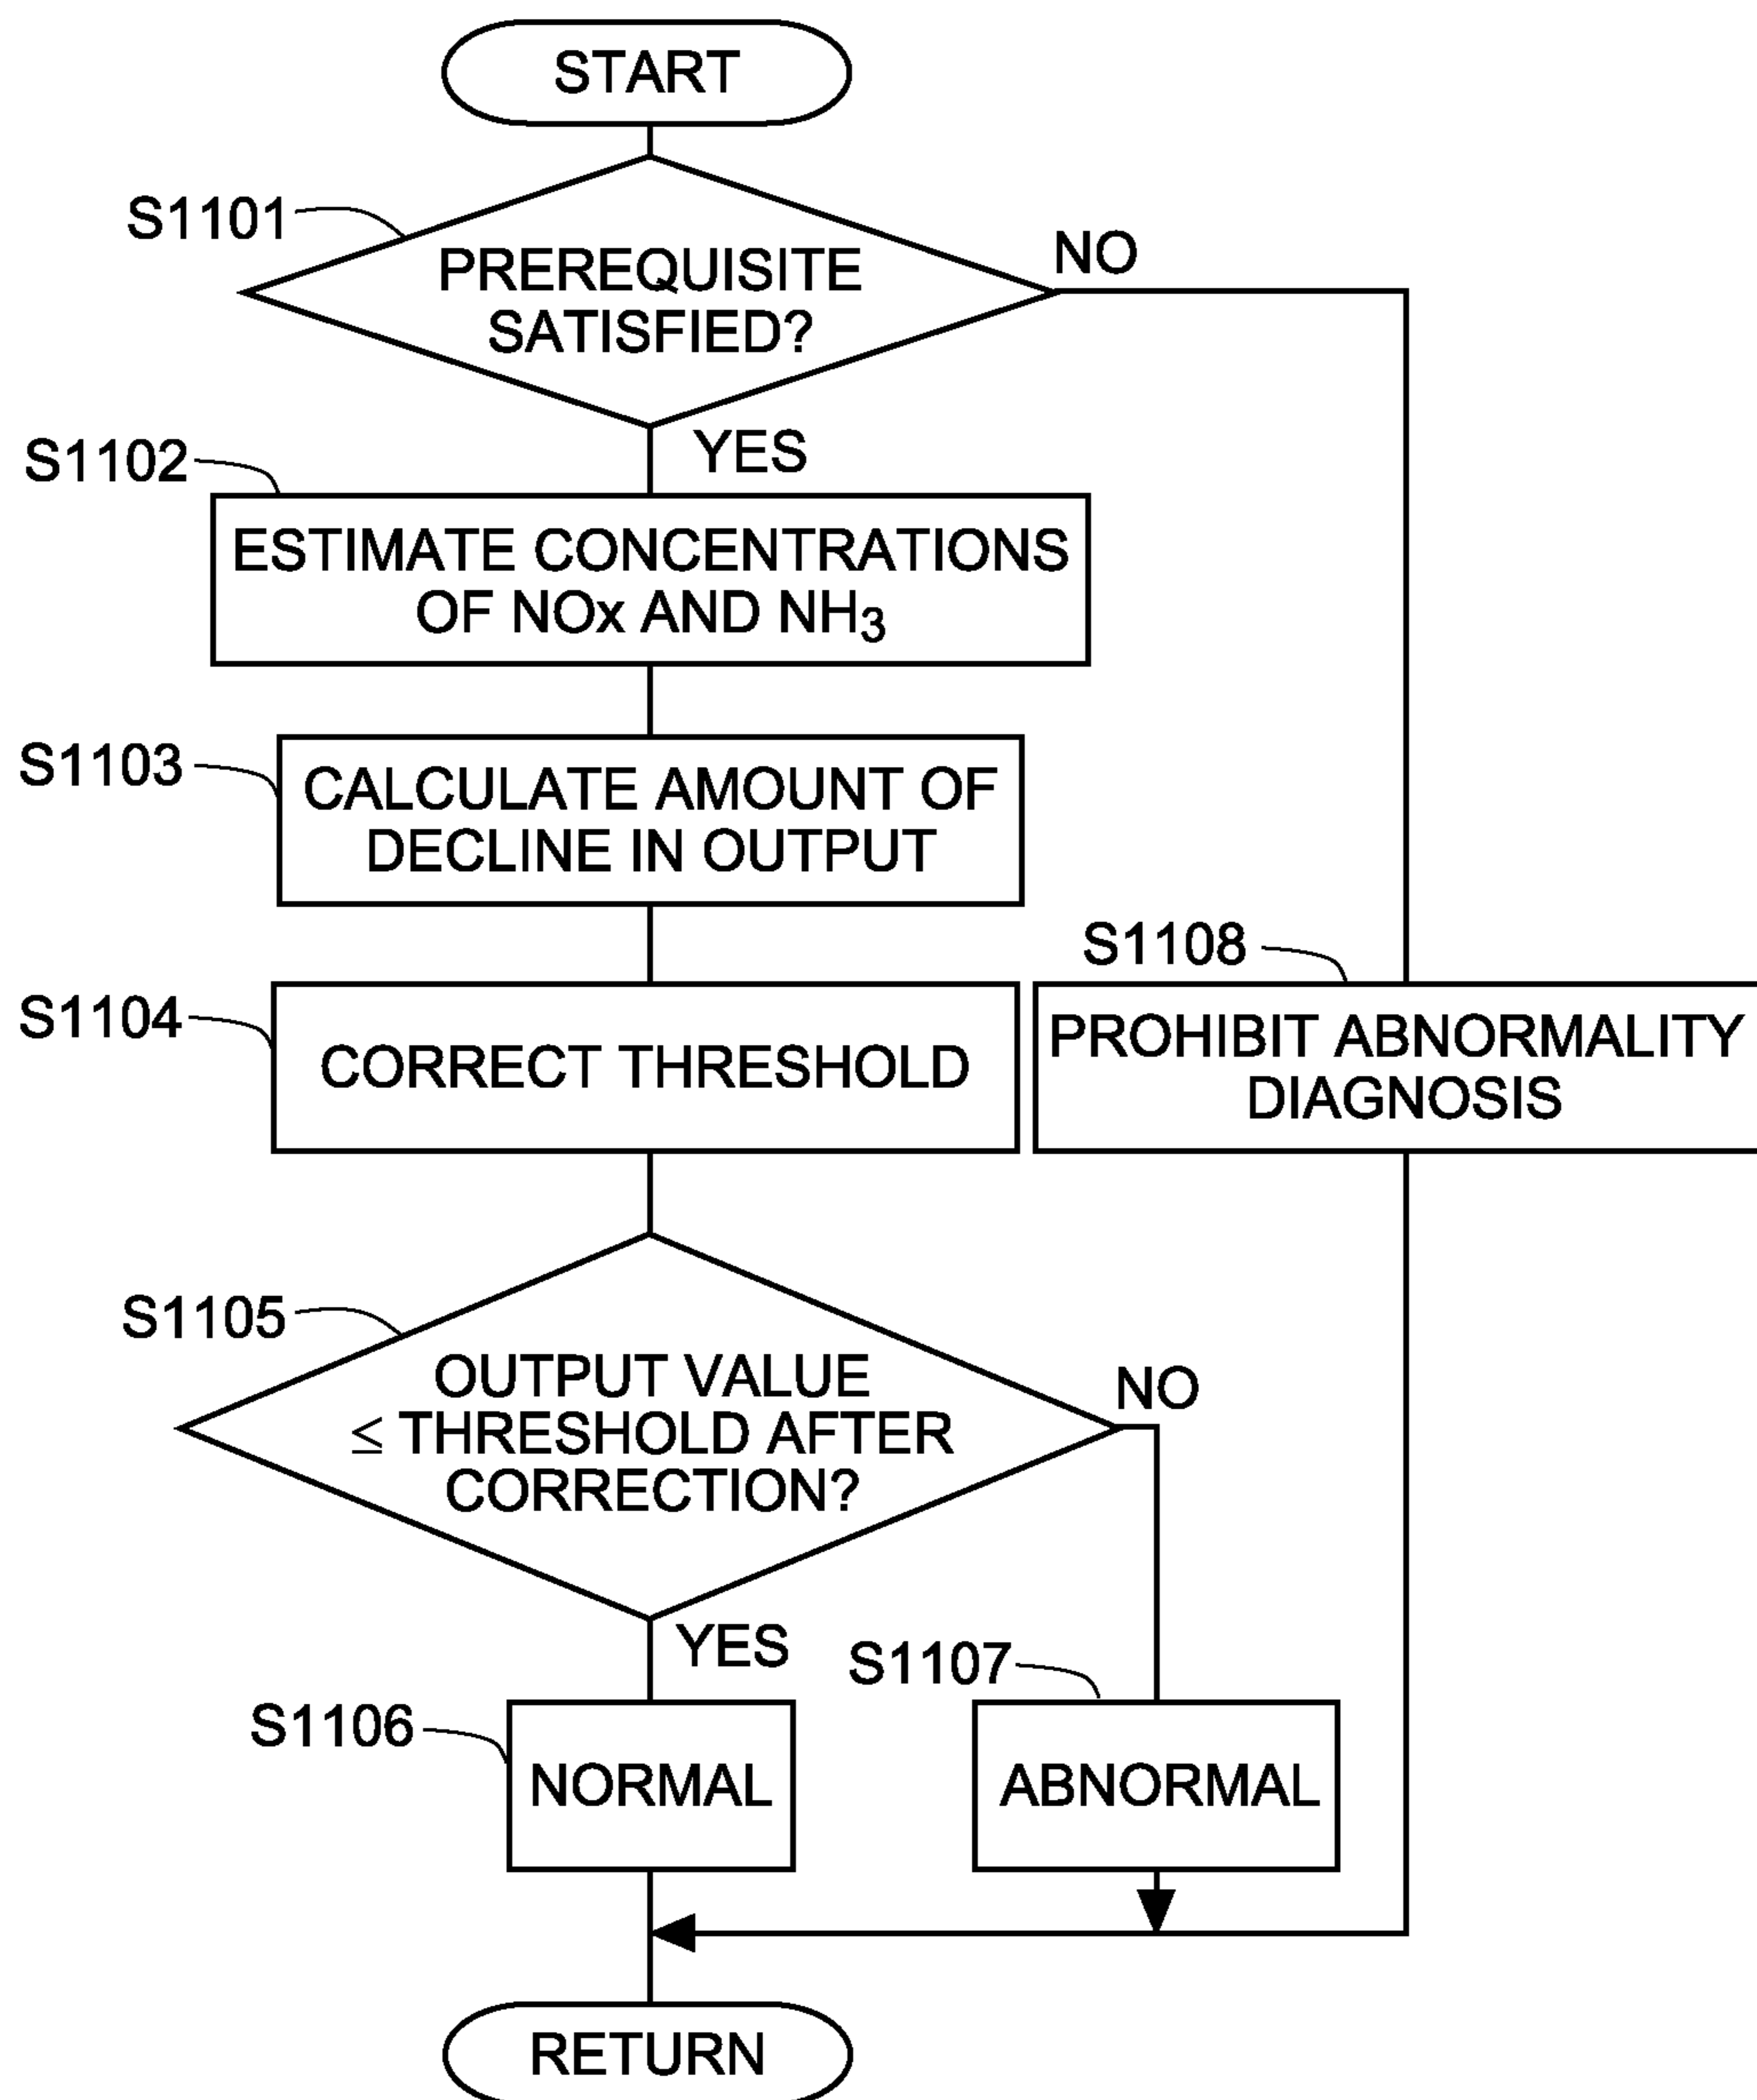 START
S1101
PREREQUISITE
SATISFIED?
NO
YES
S1102
ESTIMATE CONCENTRATIONS
OF NOx AND NH₃
S1103
CALCULATE AMOUNT OF
DECLINE IN OUTPUT
S1108
PROHIBIT ABNORMALITY
DIAGNOSIS
S1104
CORRECT THRESHOLD
S1105
OUTPUT VALUE
≤ THRESHOLD AFTER
CORRECTION?
NO
YES
S1106
NORMAL
S1107
ABNORMAL
RETURN